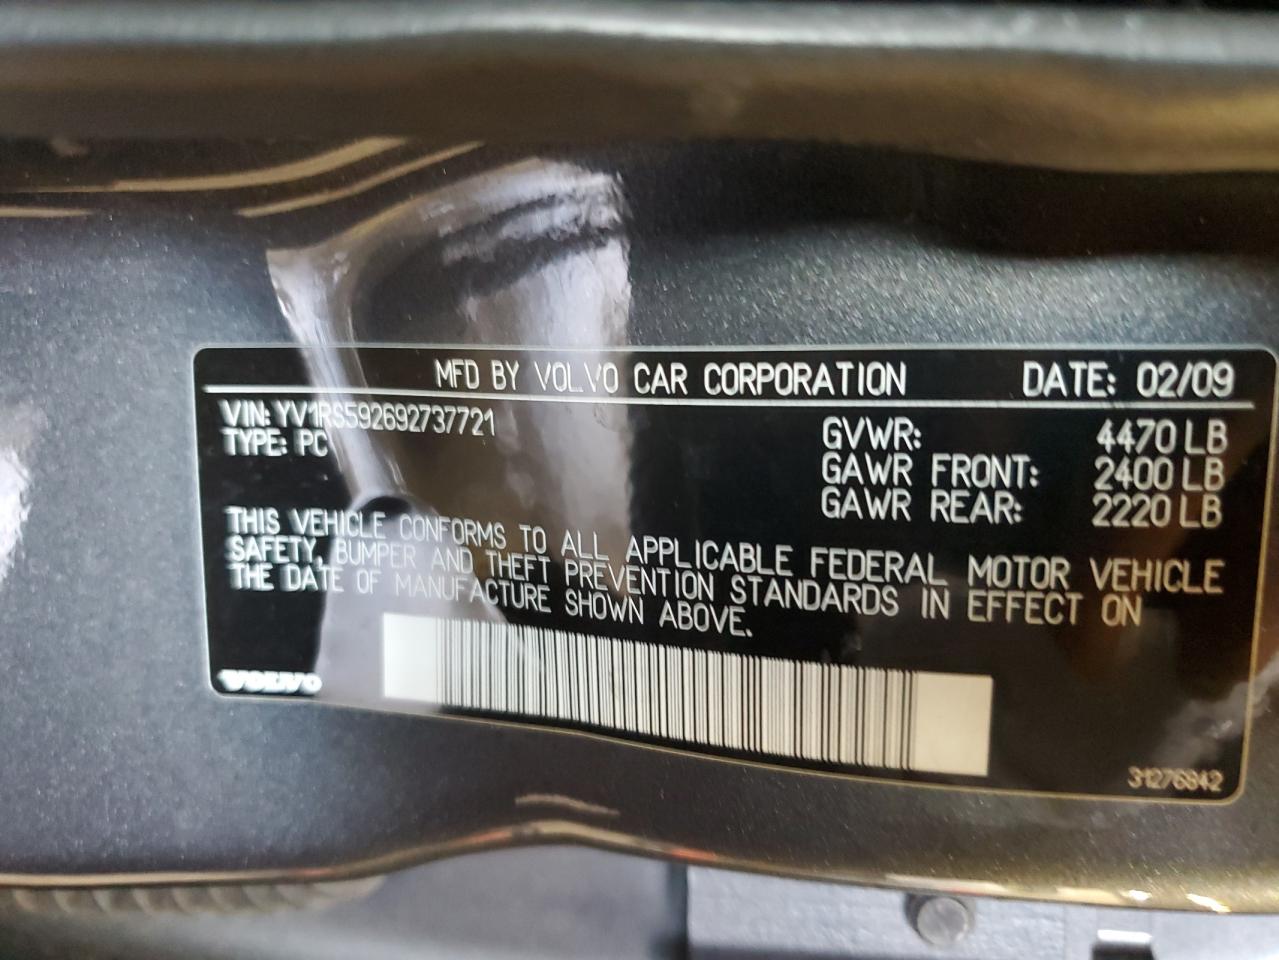 MFD BY VOLVO CAR CORPORATION DATE: 02/09
VIN: YV1RS592692737721
TYPE: PC
GVWR: 4470 LB
GAWR FRONT: 2400 LB
GAWR REAR: 2220 LB
THIS VEHICLE CONFORMS TO ALL APPLICABLE FEDERAL MOTOR VEHICLE
SAFETY, BUMPER AND THEFT PREVENTION STANDARDS IN EFFECT ON
THE DATE OF MANUFACTURE SHOWN ABOVE.
VOLVO
31276842